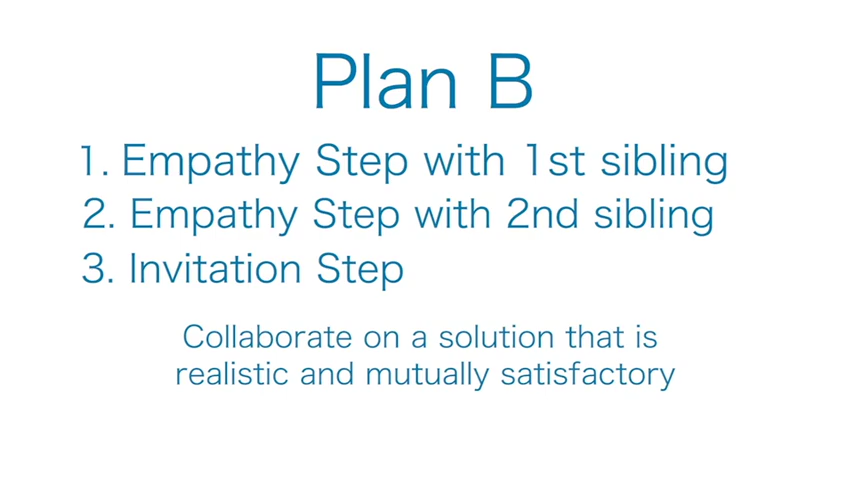 Plan B
1. Empathy Step with 1st sibling
2. Empathy Step with 2nd sibling
3. Invitation Step
Collaborate on a solution that is
realistic and mutually satisfactory